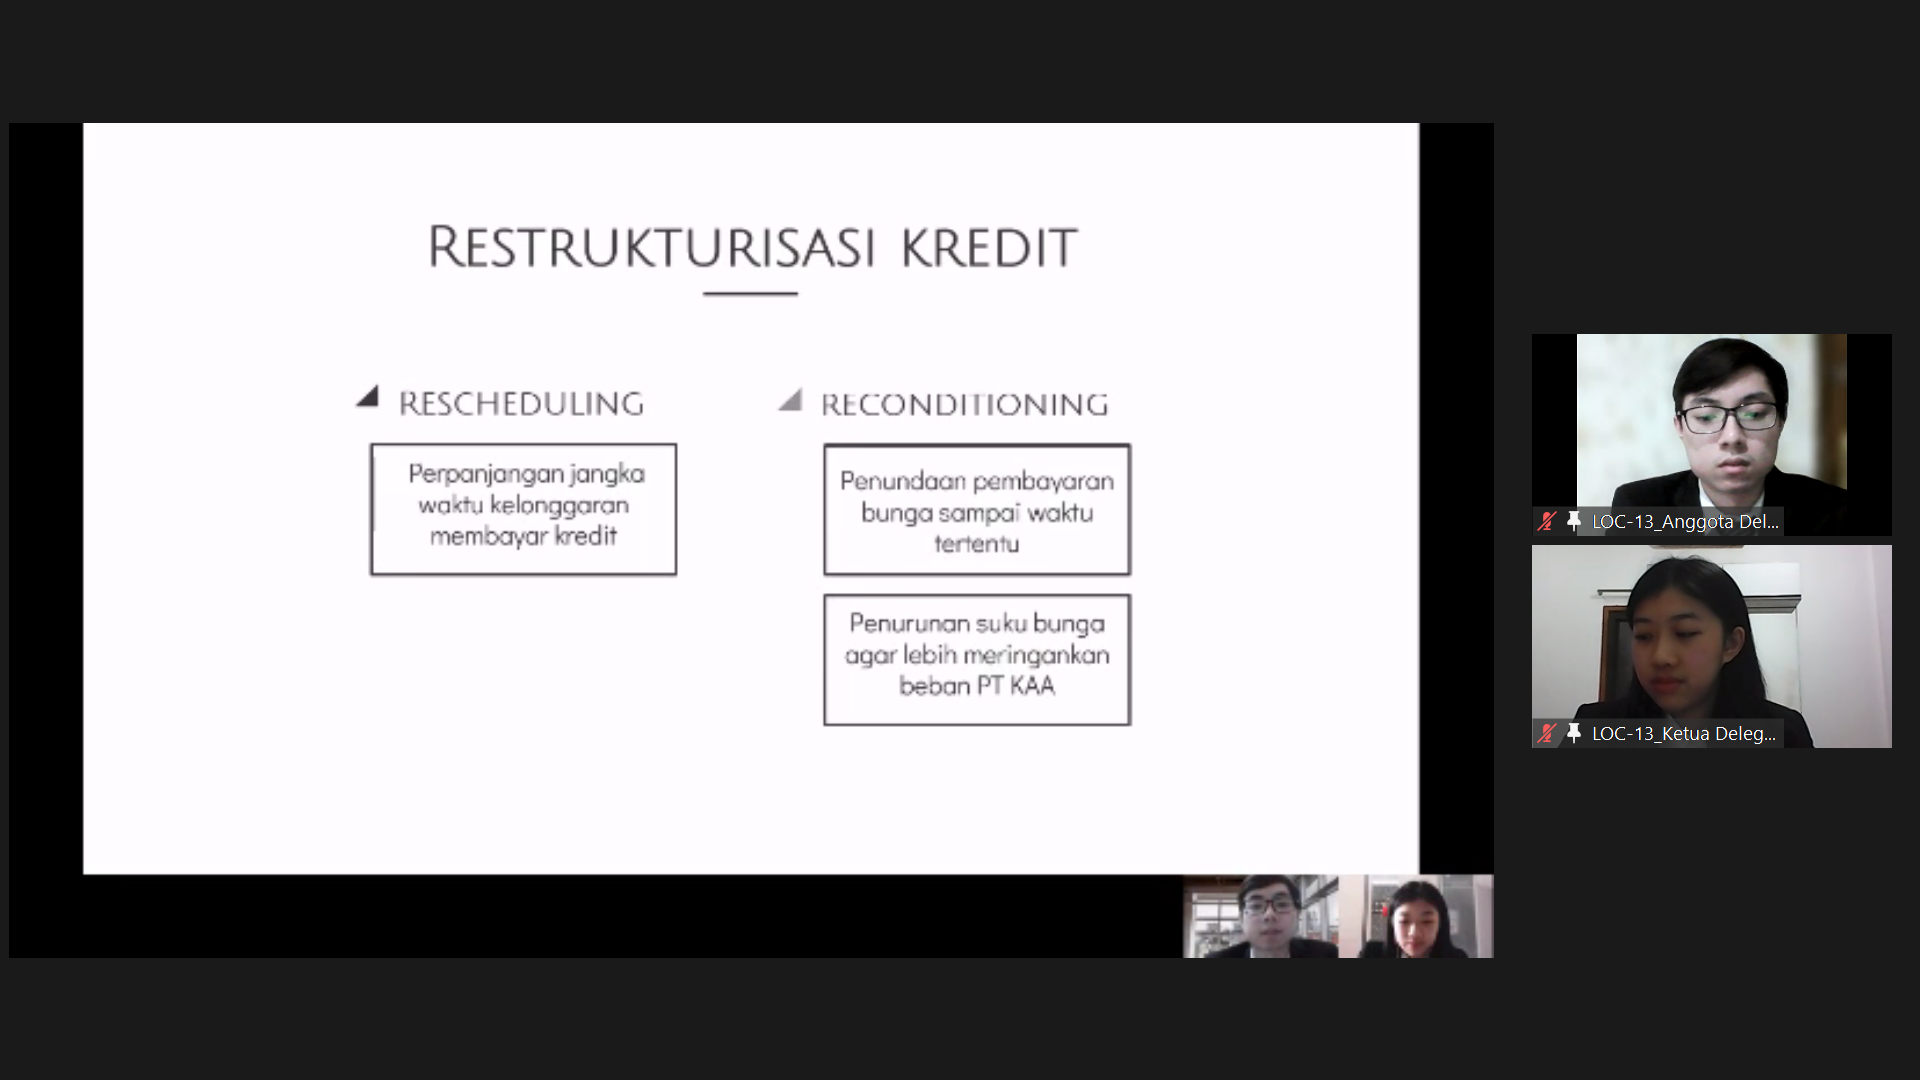 RESTRUKTURISASI KREDIT
RESCHEDULING
Perpanjangan jangka
waktu kelonggaran
membayar kredit
RECONDITIONING
Penundaan pembayaran
bunga sampai waktu
tertentu
Penurunan suku bunga
agar lebih meringankan
beban PT KAA
LOC-13_Anggota Del...
LOC-13_Ketua Deleg...